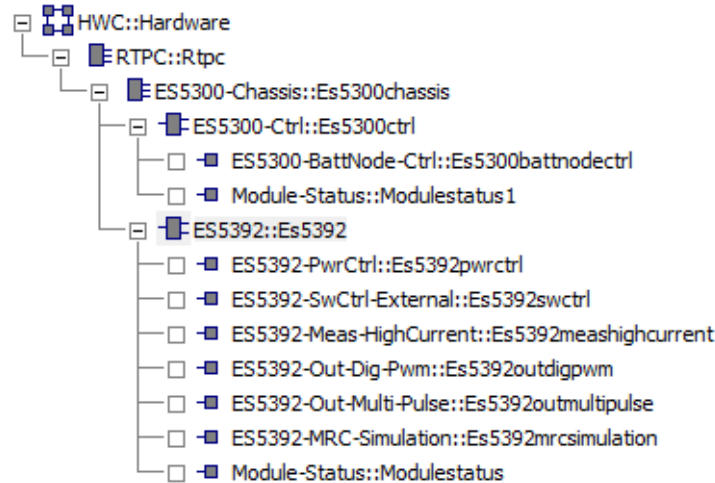 HWC::Hardware
RTPC::Rtpc
ES5300-Chassis::Es5300chassis
ES5300-Ctrl::Es5300ctrl
ES5300-BattNode-Ctrl::Es5300battnodectrl
Module-Status::Modulestatus1
ES5392::Es5392
ES5392-PwrCtrl::Es5392pwrctrl
ES5392-SwCtrl-External::Es5392swctrl
ES5392-Meas-HighCurrent::Es5392meashighcurrent
ES5392-Out-Dig-Pwm::Es5392outdigpwm
ES5392-Out-Multi-Pulse::Es5392outmultipulse
ES5392-MRC-Simulation::Es5392mrcsimulation
Module-Status::Modulestatus